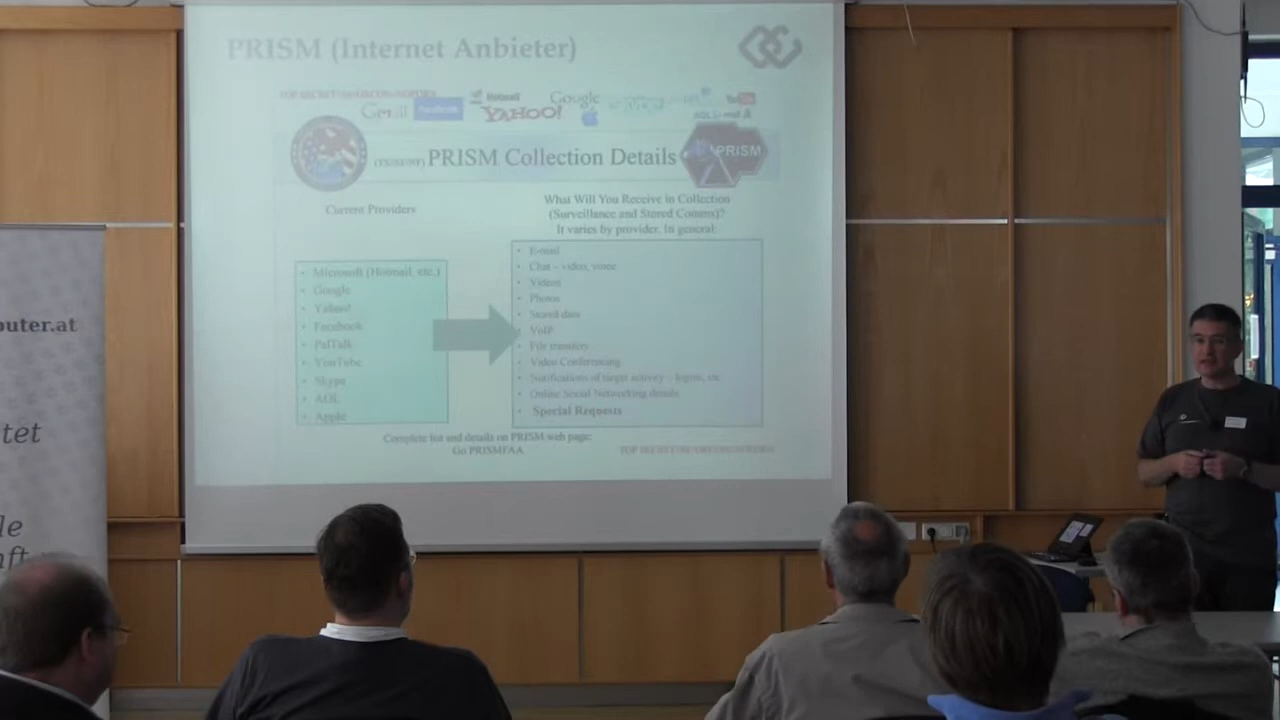 PRISM (Internet Anbieter)
Gmail facebook Hotmail YAHOO! Google
PRISM Collection Details
PRISM
Current Providers
What Will You Receive in Collection
(Surveillance and Stored Comms)?
It varies by provider. In general:
• Microsoft (Hotmail, etc.)
• Google
• Yahoo!
• Facebook
• PalTalk
• YouTube
• Skype
• AOL
• Apple
• E-mail
• Chat – video, voice
• Videos
• Photos
• Stored data
• VoIP
• File transfers
• Video Conferencing
• Notifications of target activity – logins, etc.
• Online Social Networking details
• Special Requests
Complete list and details on PRISM web page:
Go PRISMFAA
uter.at
tet
le